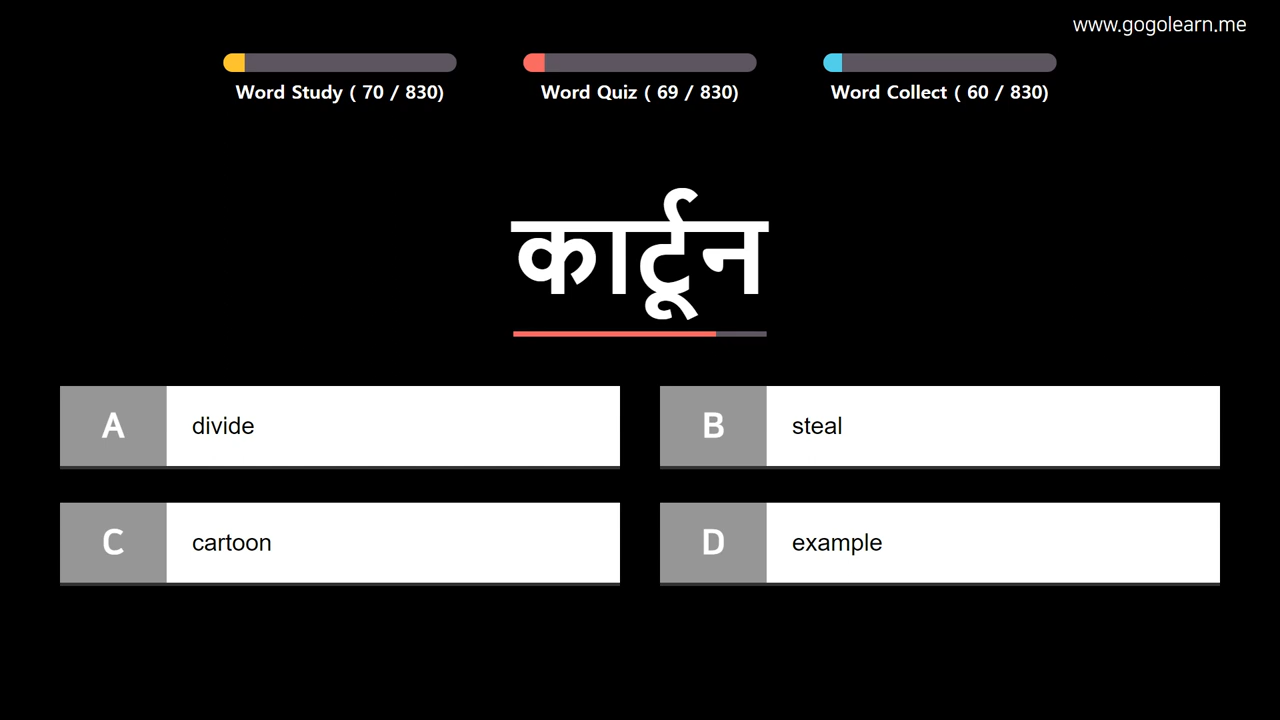 www.gogolearn.me
Word Study ( 70 / 830)
Word Quiz ( 69 / 830)
Word Collect ( 60 / 830)
कार्टून
A divide
B steal
C cartoon
D example